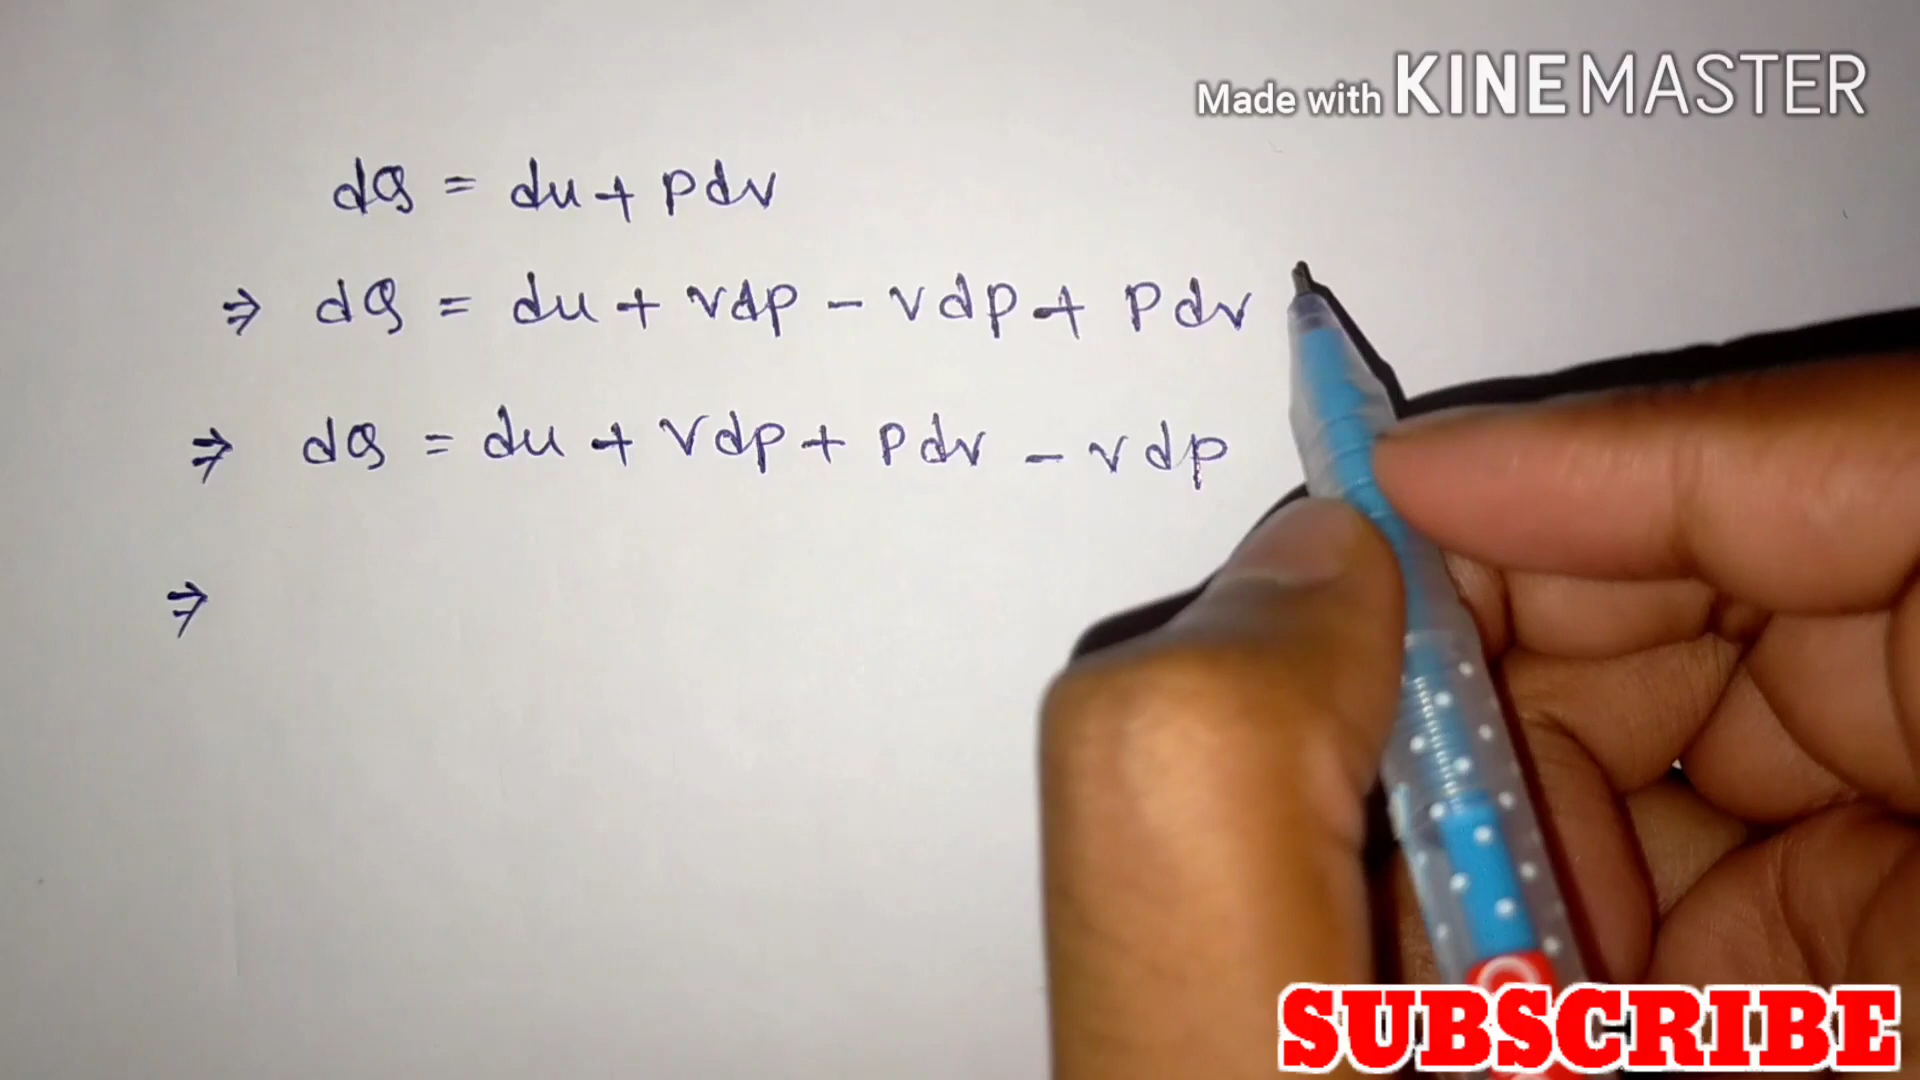 Made with KINEMASTER
dQ = du + pdv
⇒ dQ = du + vdp - vdp + pdv
⇒ dQ = du + vdp + pdv - vdp
⇒
SUBSCRIBE